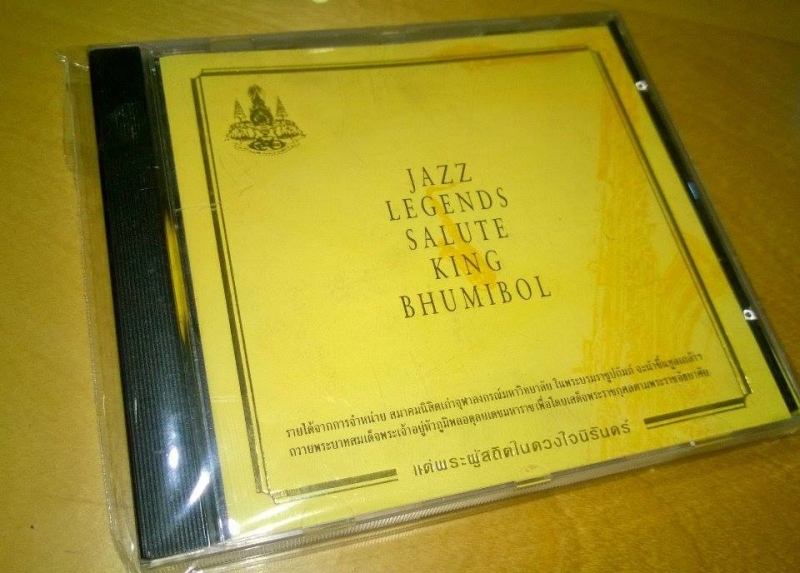 JAZZ
LEGENDS
SALUTE
KING
BHUMIBOL
รายได้จากการจำหน่าย สมาคมนิสิตเก่าจุฬาลงกรณ์มหาวิทยาลัย ในพระบรมราชูปถัมภ์ จะนำขึ้นทูลเกล้าฯ
ถวายพระบาทสมเด็จพระเจ้าอยู่หัวภูมิพลอดุลยเดชมหาราชเพื่อโดยเสด็จพระราชกุศลตามพระราชอัธยาศัย
แด่พระผู้สถิตในดวงใจนิรันดร์